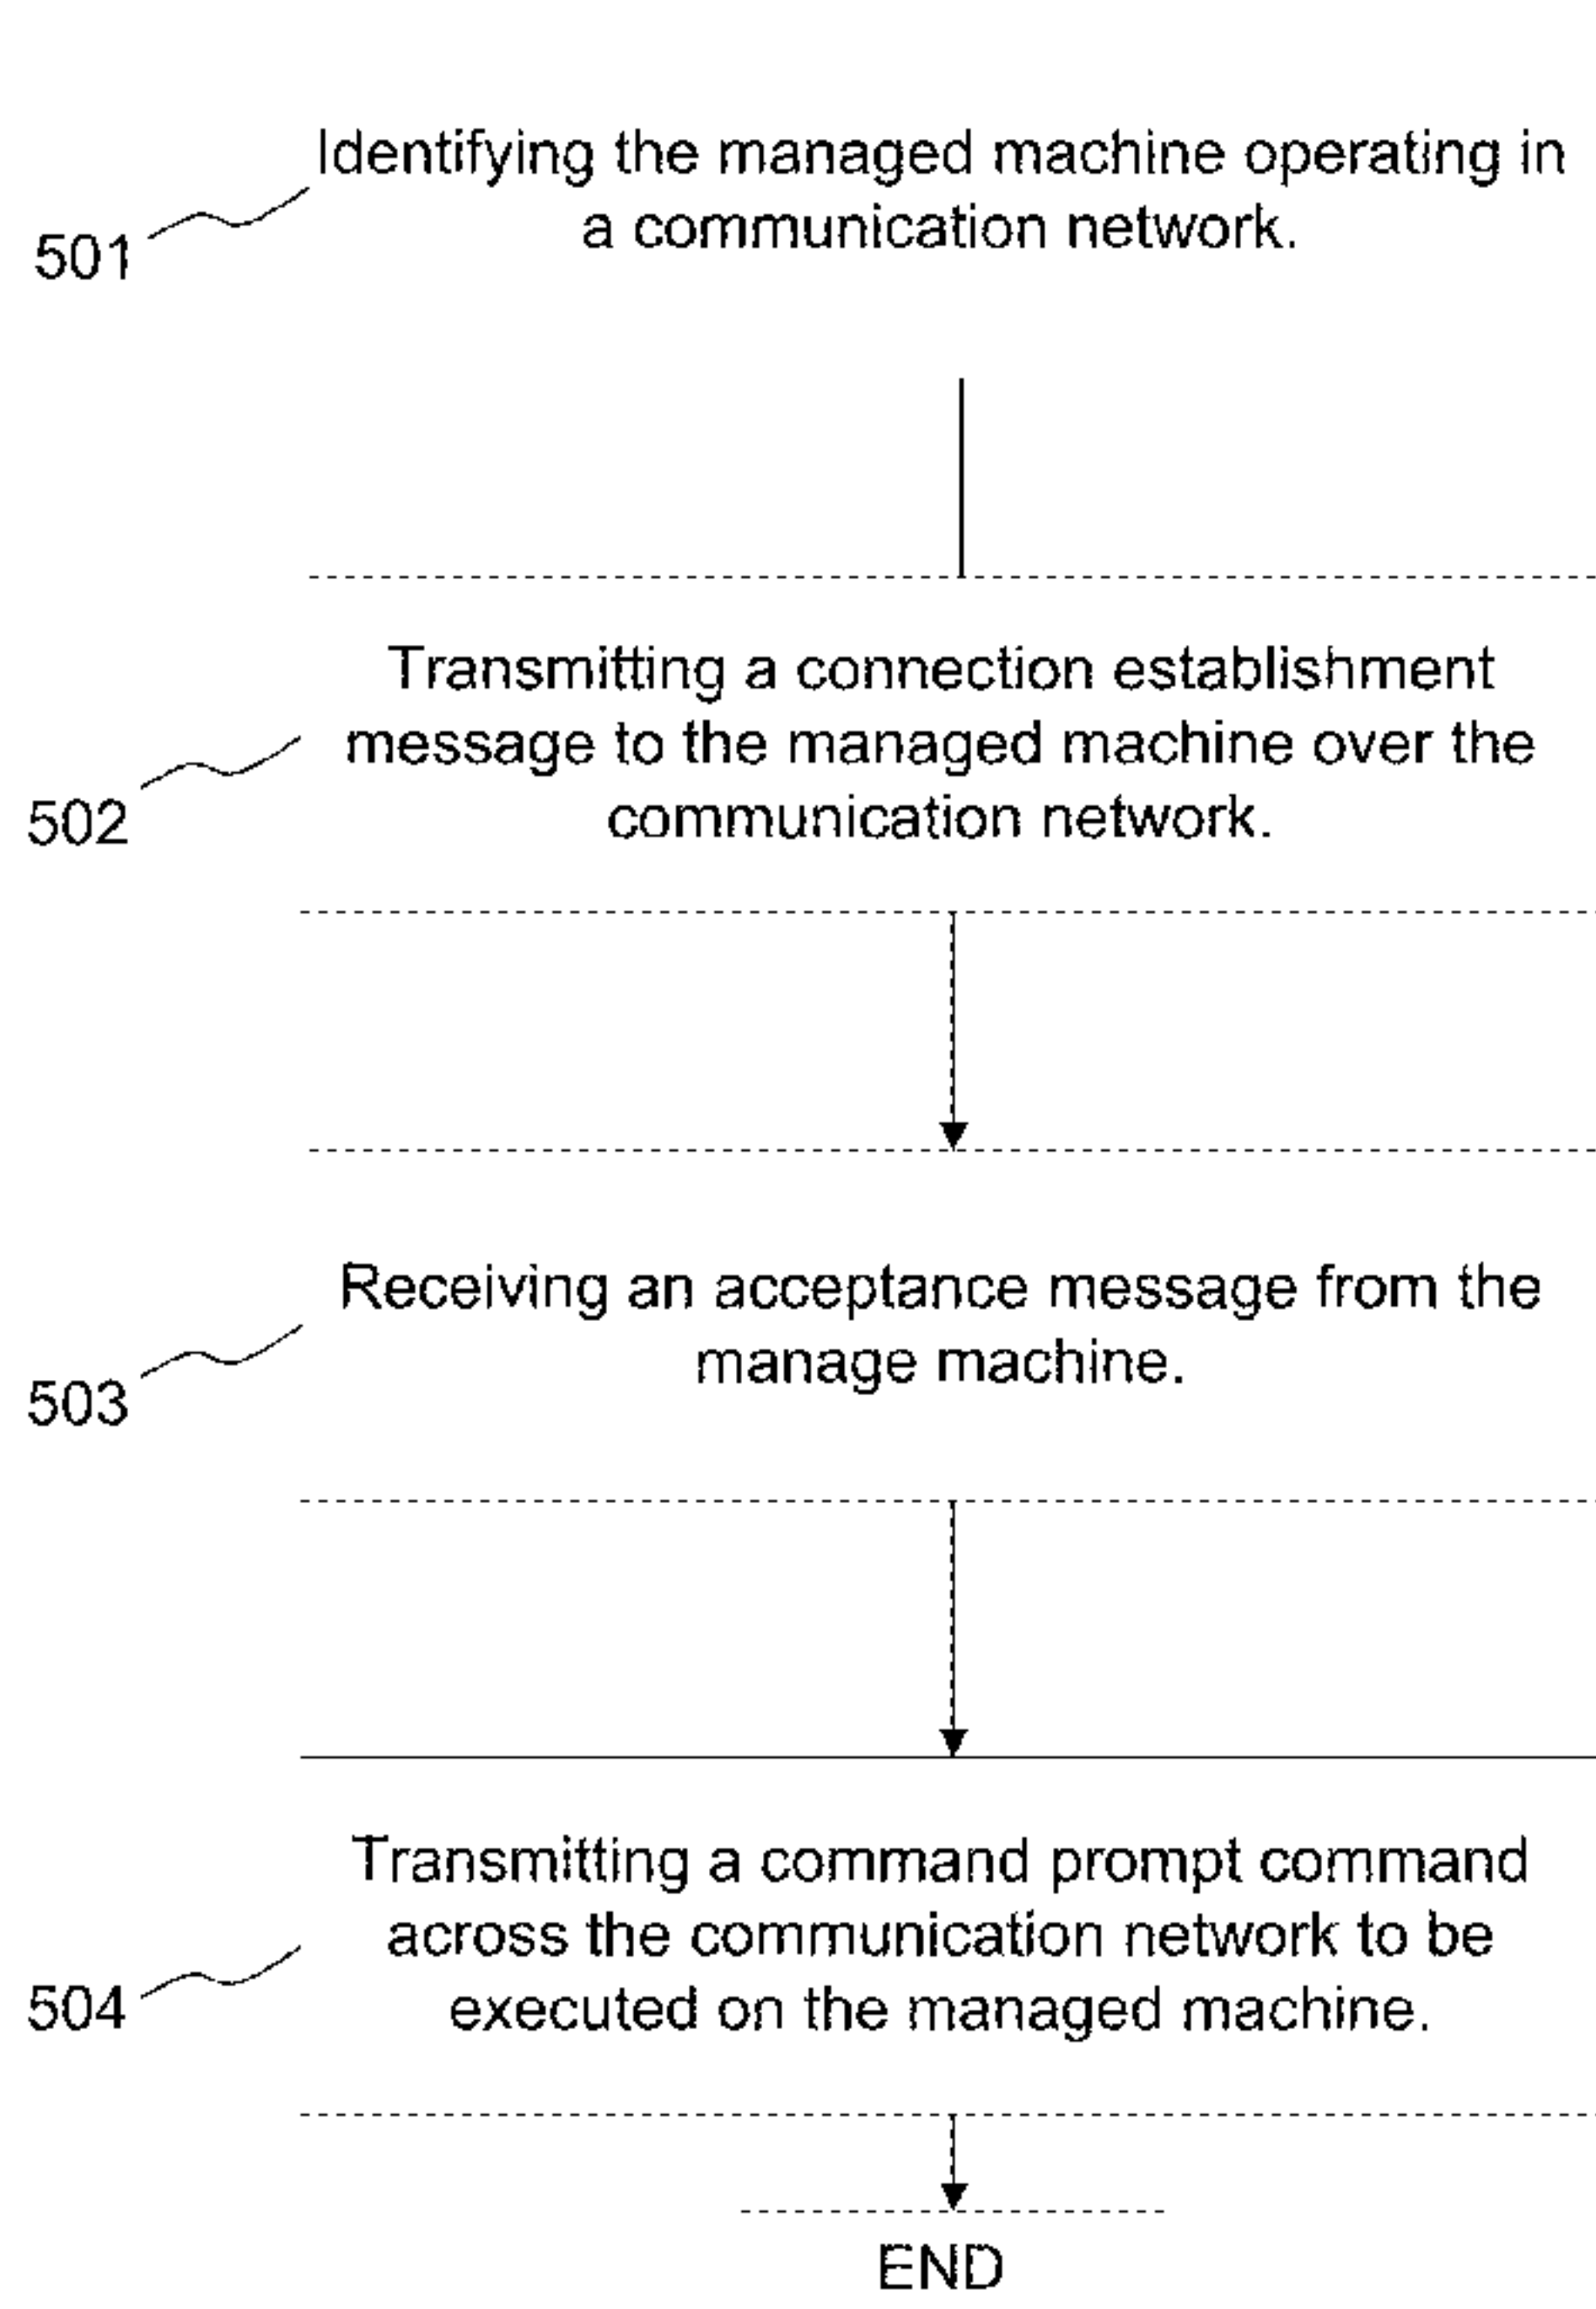 Identifying the managed machine operating in
a communication network.
501
Transmitting a connection establishment
message to the managed machine over the
communication network.
502
Receiving an acceptance message from the
manage machine.
503
Transmitting a command prompt command
across the communication network to be
executed on the managed machine.
504
END